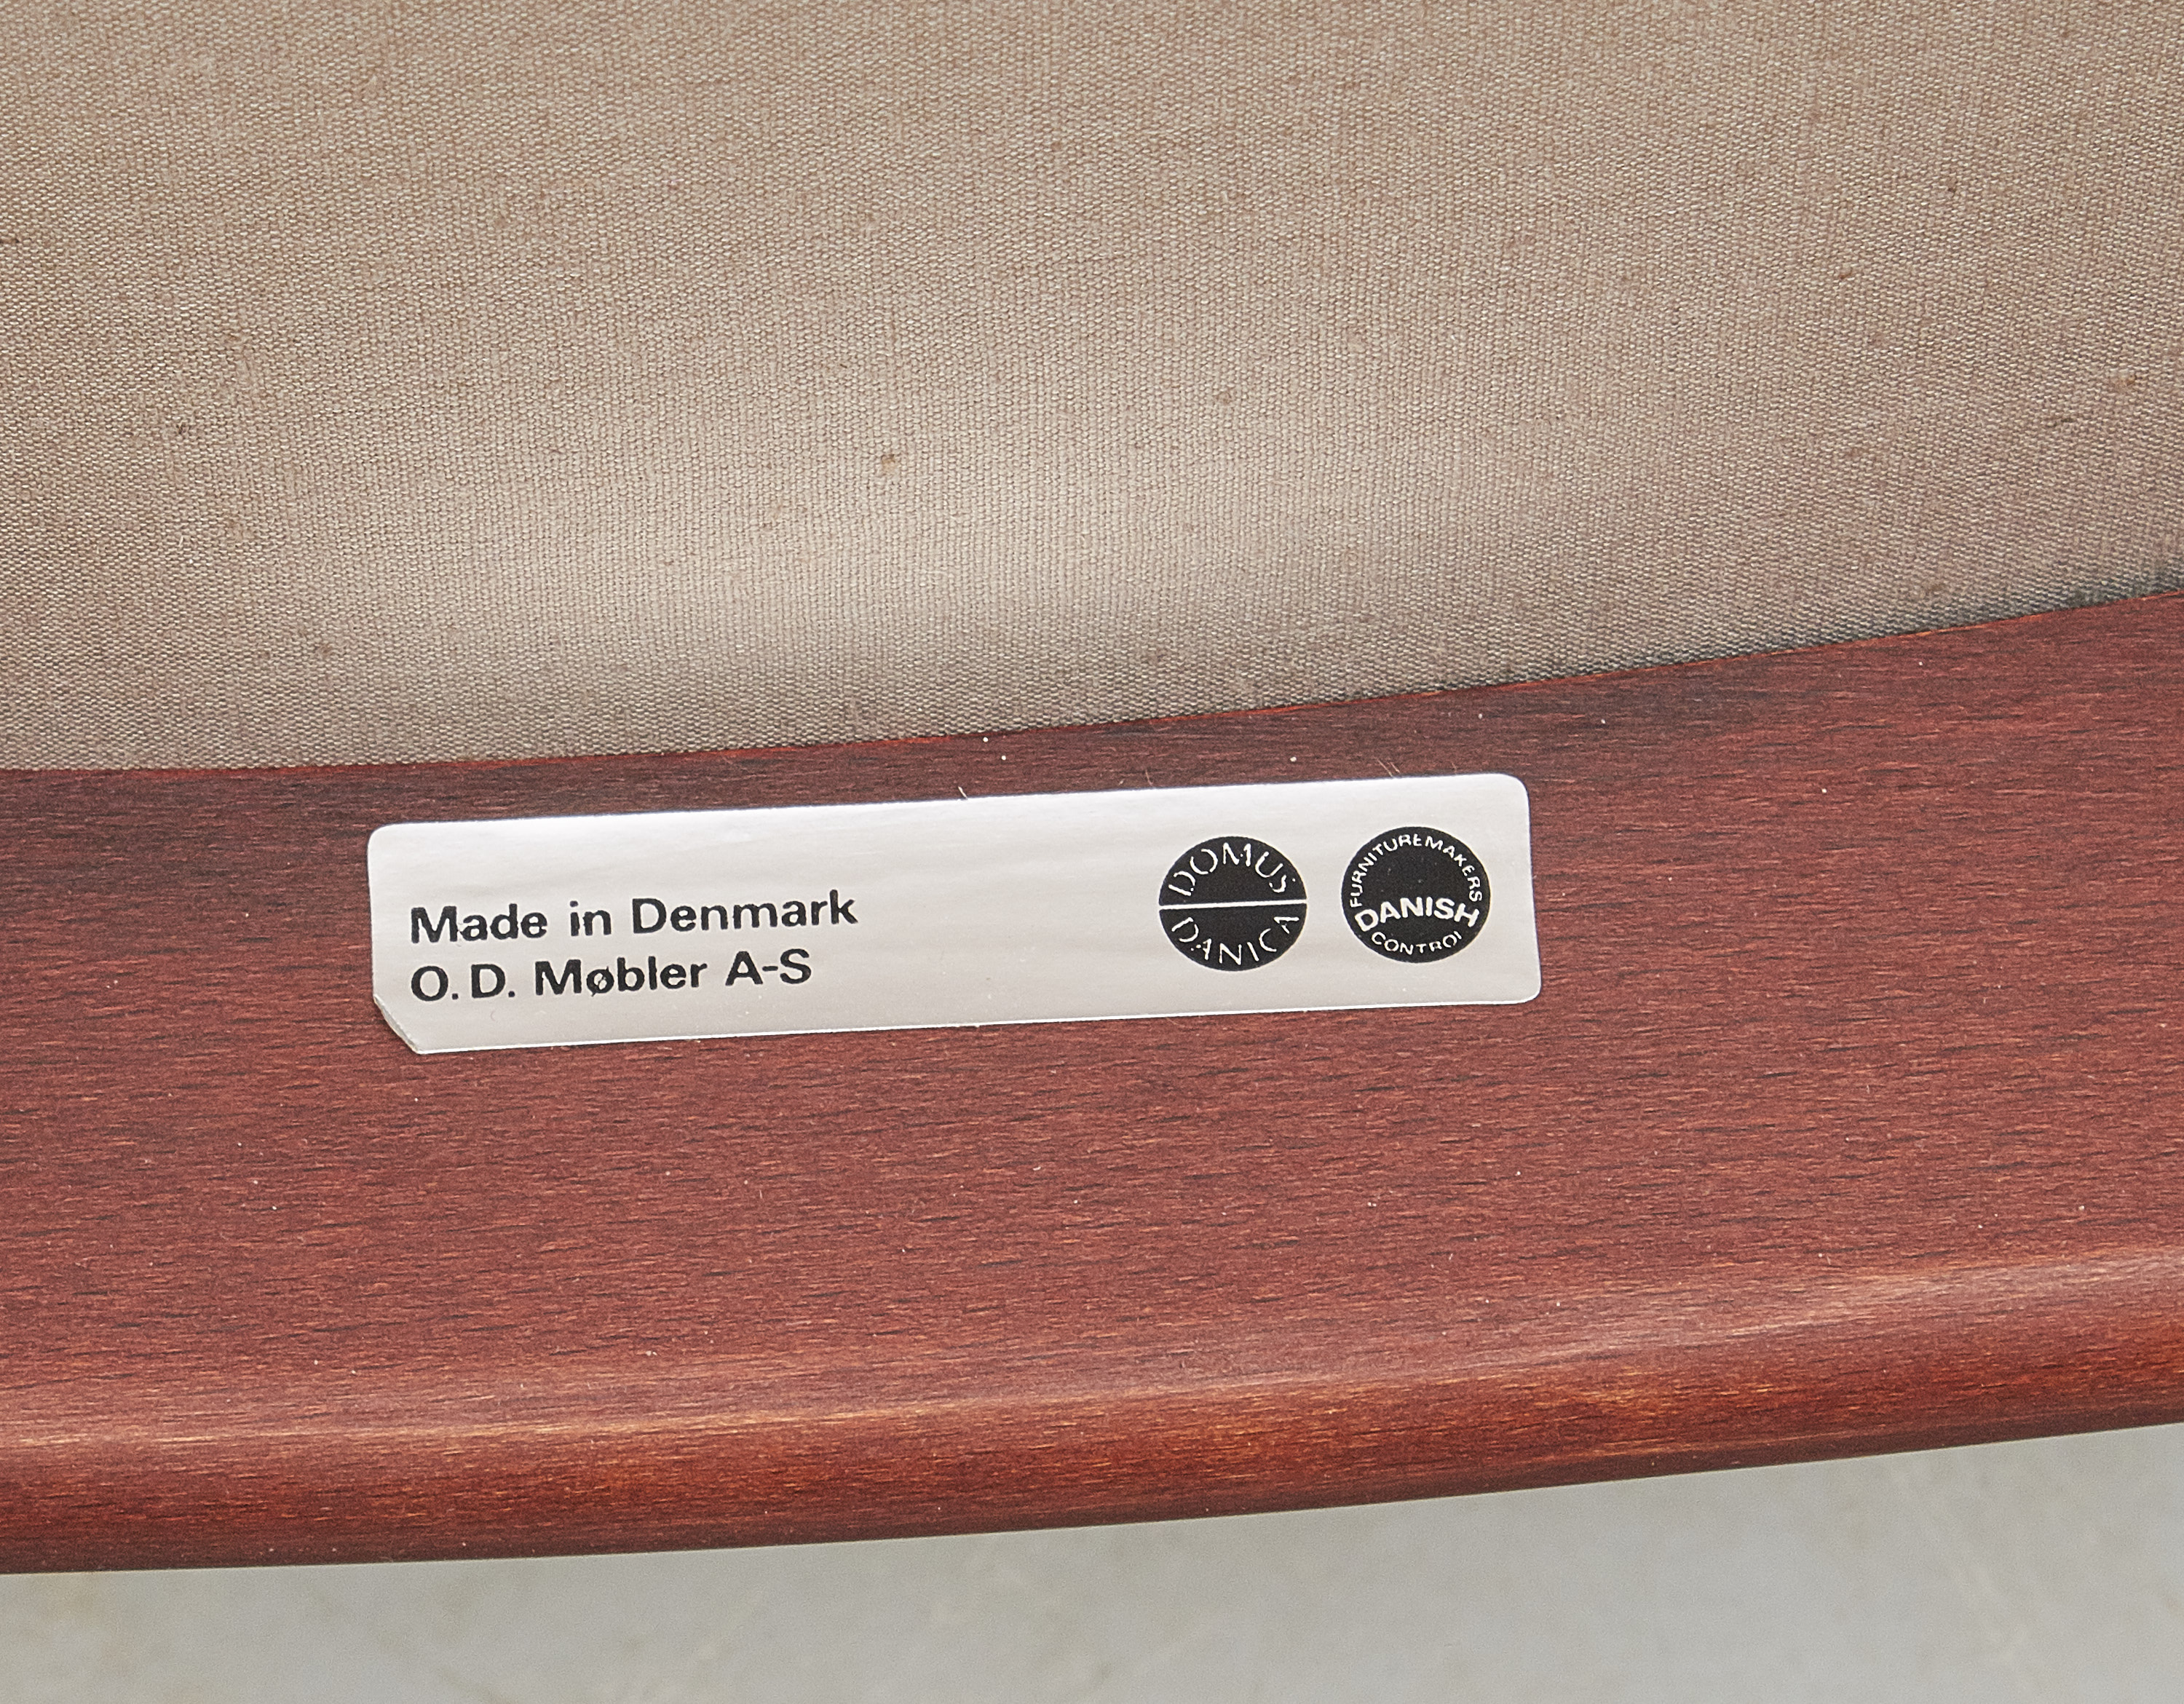 Made in Denmark
O. D. Møbler A-S
DOMUS
DANICA
FURNITUREMAKERS
DANISH
CONTROL